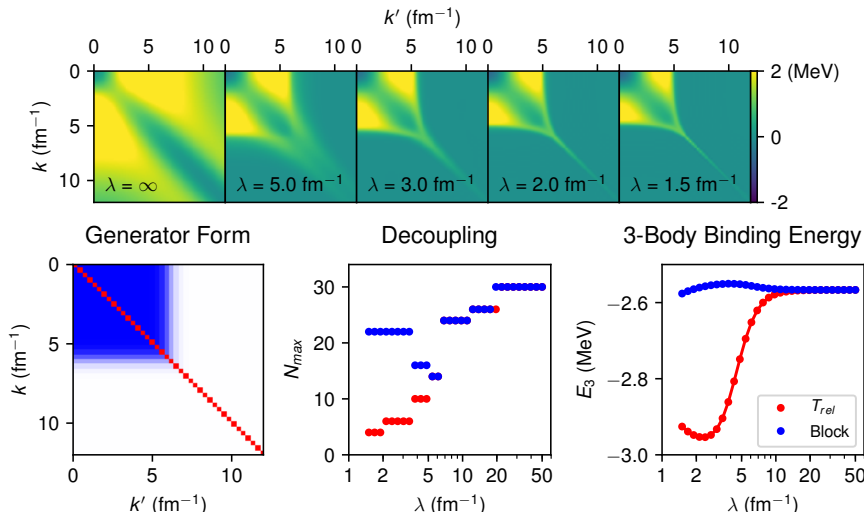 k′ (fm⁻¹)
0 5 10 0 5 10 0 5 10 0 5 10 0 5 10
0
5
10
k (fm⁻¹)
λ = ∞
λ = 5.0 fm⁻¹
λ = 3.0 fm⁻¹
λ = 2.0 fm⁻¹
λ = 1.5 fm⁻¹
2 (MeV)
0
-2
Generator Form
0
5
10
k (fm⁻¹)
0 5 10
k′ (fm⁻¹)
Decoupling
30
20
10
0
N_max
1 2 5 10 20 50
λ (fm⁻¹)
3-Body Binding Energy
−2.6
−2.8
−3.0
E₃ (MeV)
T_rel
Block
1 2 5 10 20 50
λ (fm⁻¹)